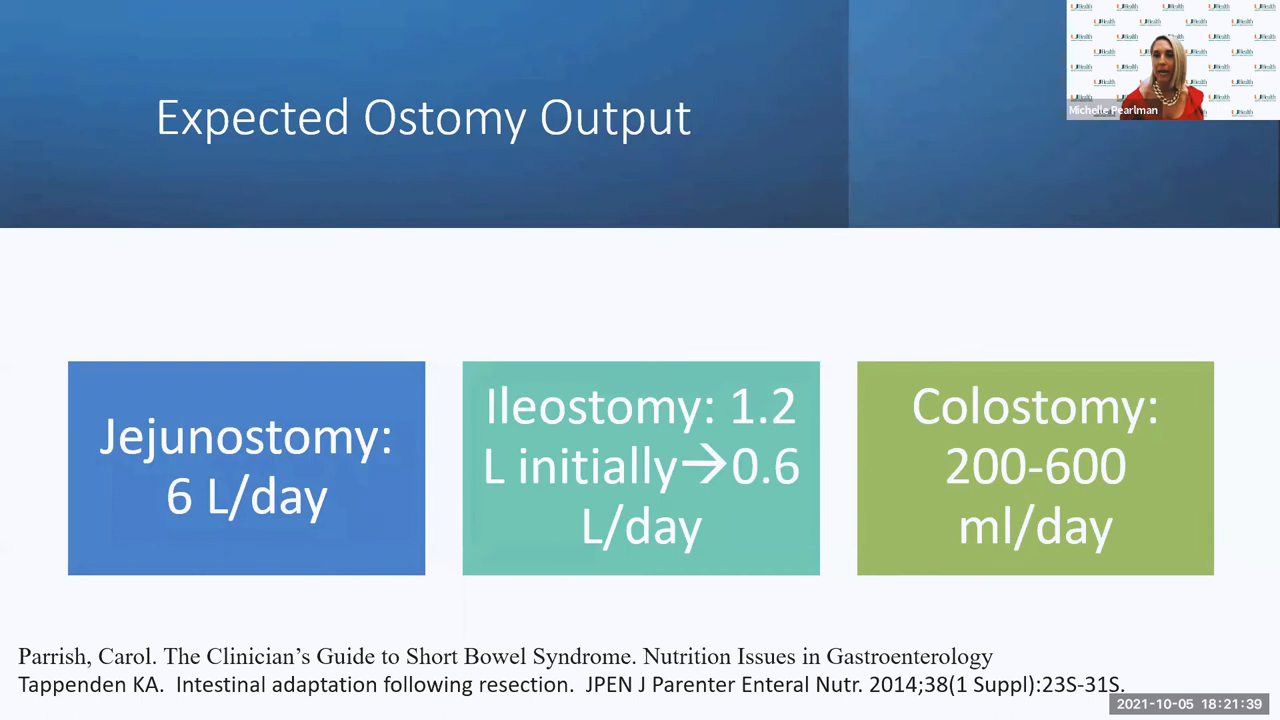 Expected Ostomy Output
Michelle Pearlman
Jejunostomy:
6 L/day
Ileostomy: 1.2
L initially→0.6
L/day
Colostomy:
200-600
ml/day
Parrish, Carol. The Clinician’s Guide to Short Bowel Syndrome. Nutrition Issues in Gastroenterology
Tappenden KA. Intestinal adaptation following resection. JPEN J Parenter Enteral Nutr. 2014;38(1 Suppl):23S-31S.
2021-10-05 18:21:39